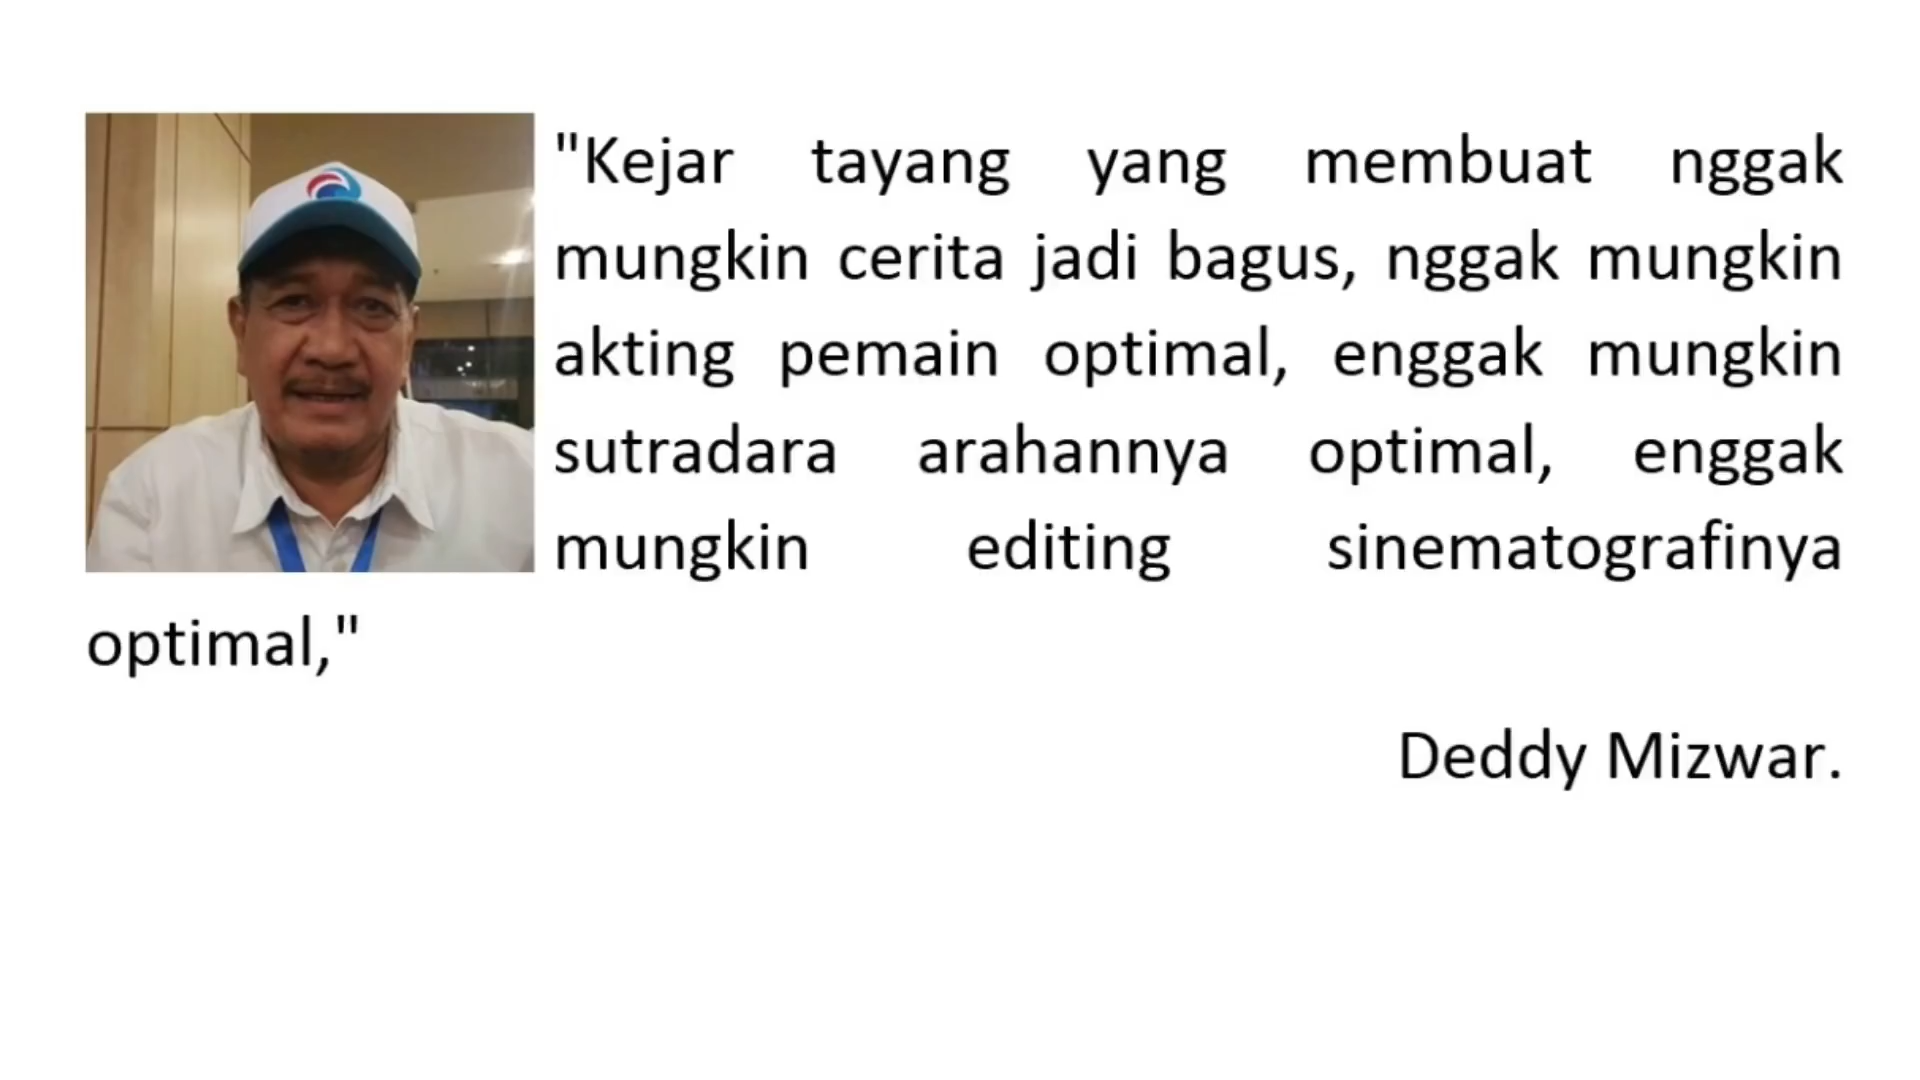 "Kejar tayang yang membuat nggak
mungkin cerita jadi bagus, nggak mungkin
akting pemain optimal, enggak mungkin
sutradara arahannya optimal, enggak
mungkin editing sinematografinya
optimal,"
Deddy Mizwar.